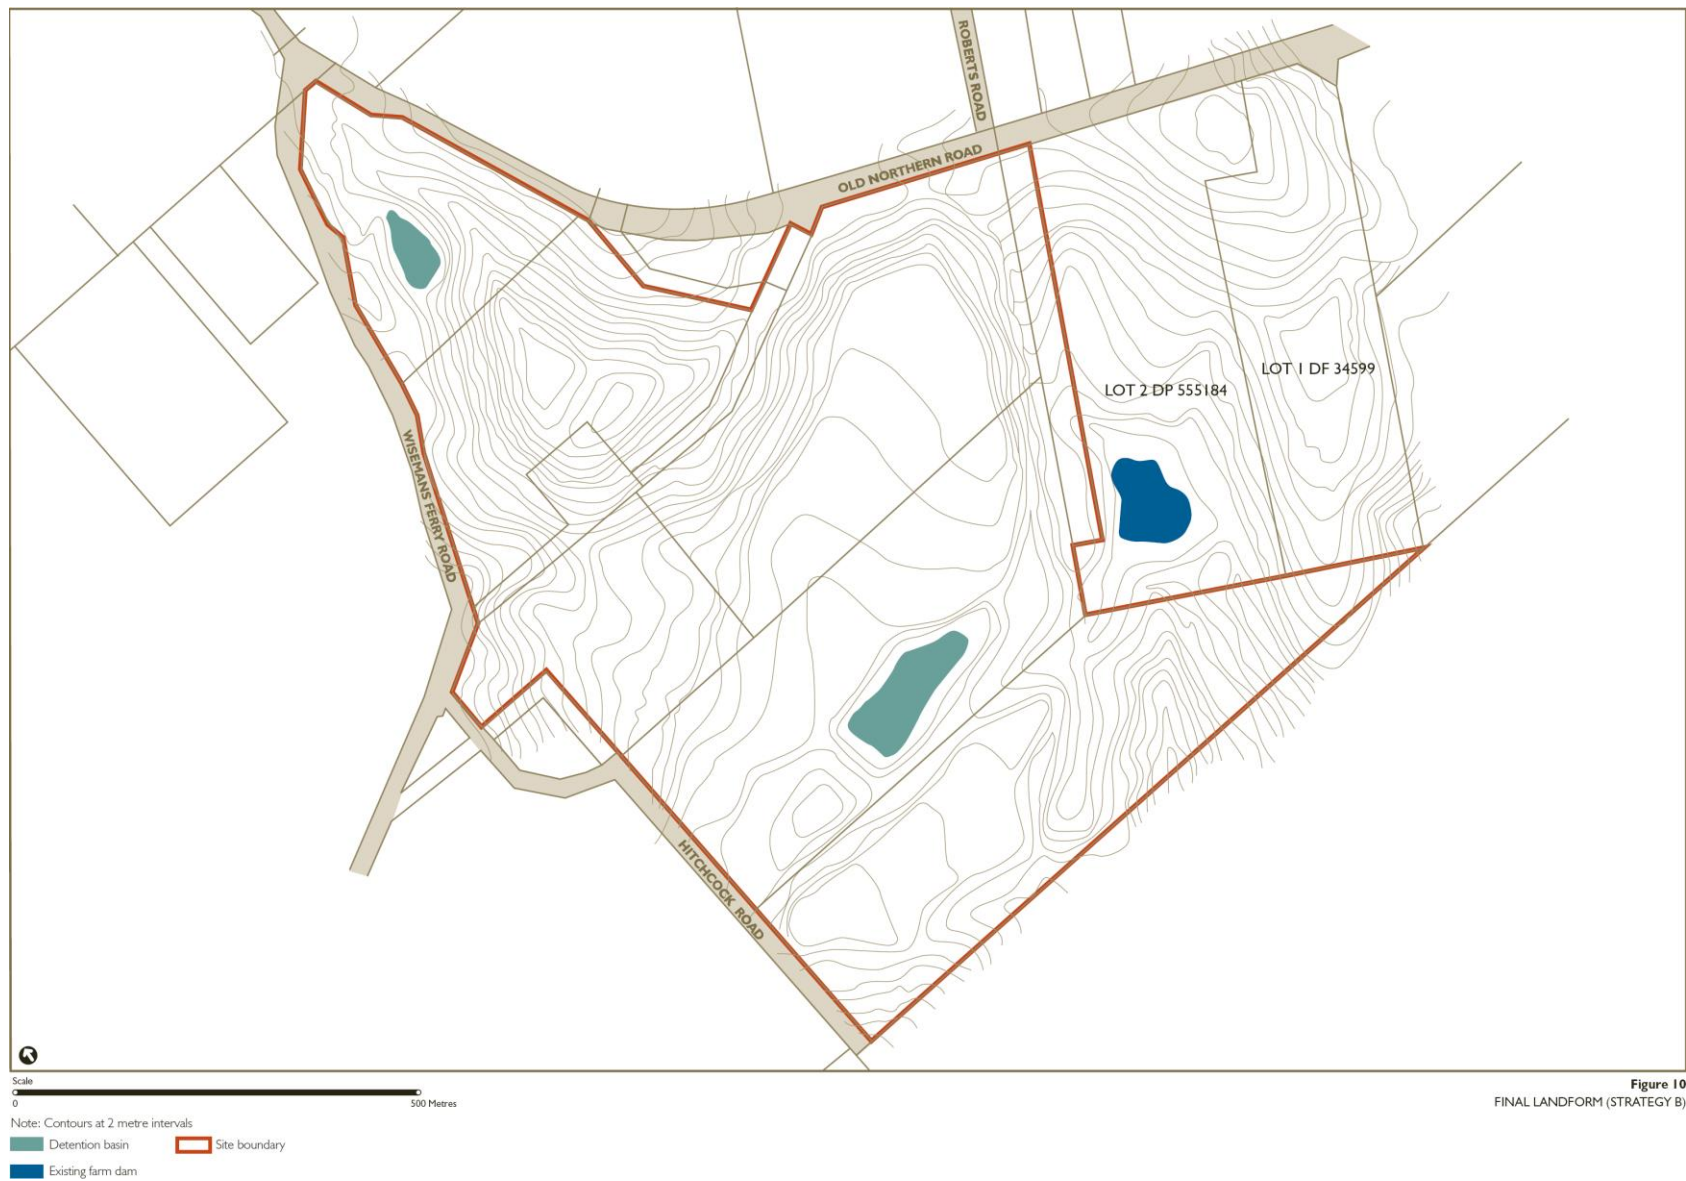 ROBERTS ROAD
OLD NORTHERN ROAD
LOT 1 DF 34599
LOT 2 DP 555184
WISEMANS FERRY ROAD
HITCHCOCK ROAD
Scale
0 500 Metres
Note: Contours at 2 metre intervals
Detention basin Site boundary
Existing farm dam
Figure 10
FINAL LANDFORM (STRATEGY B)